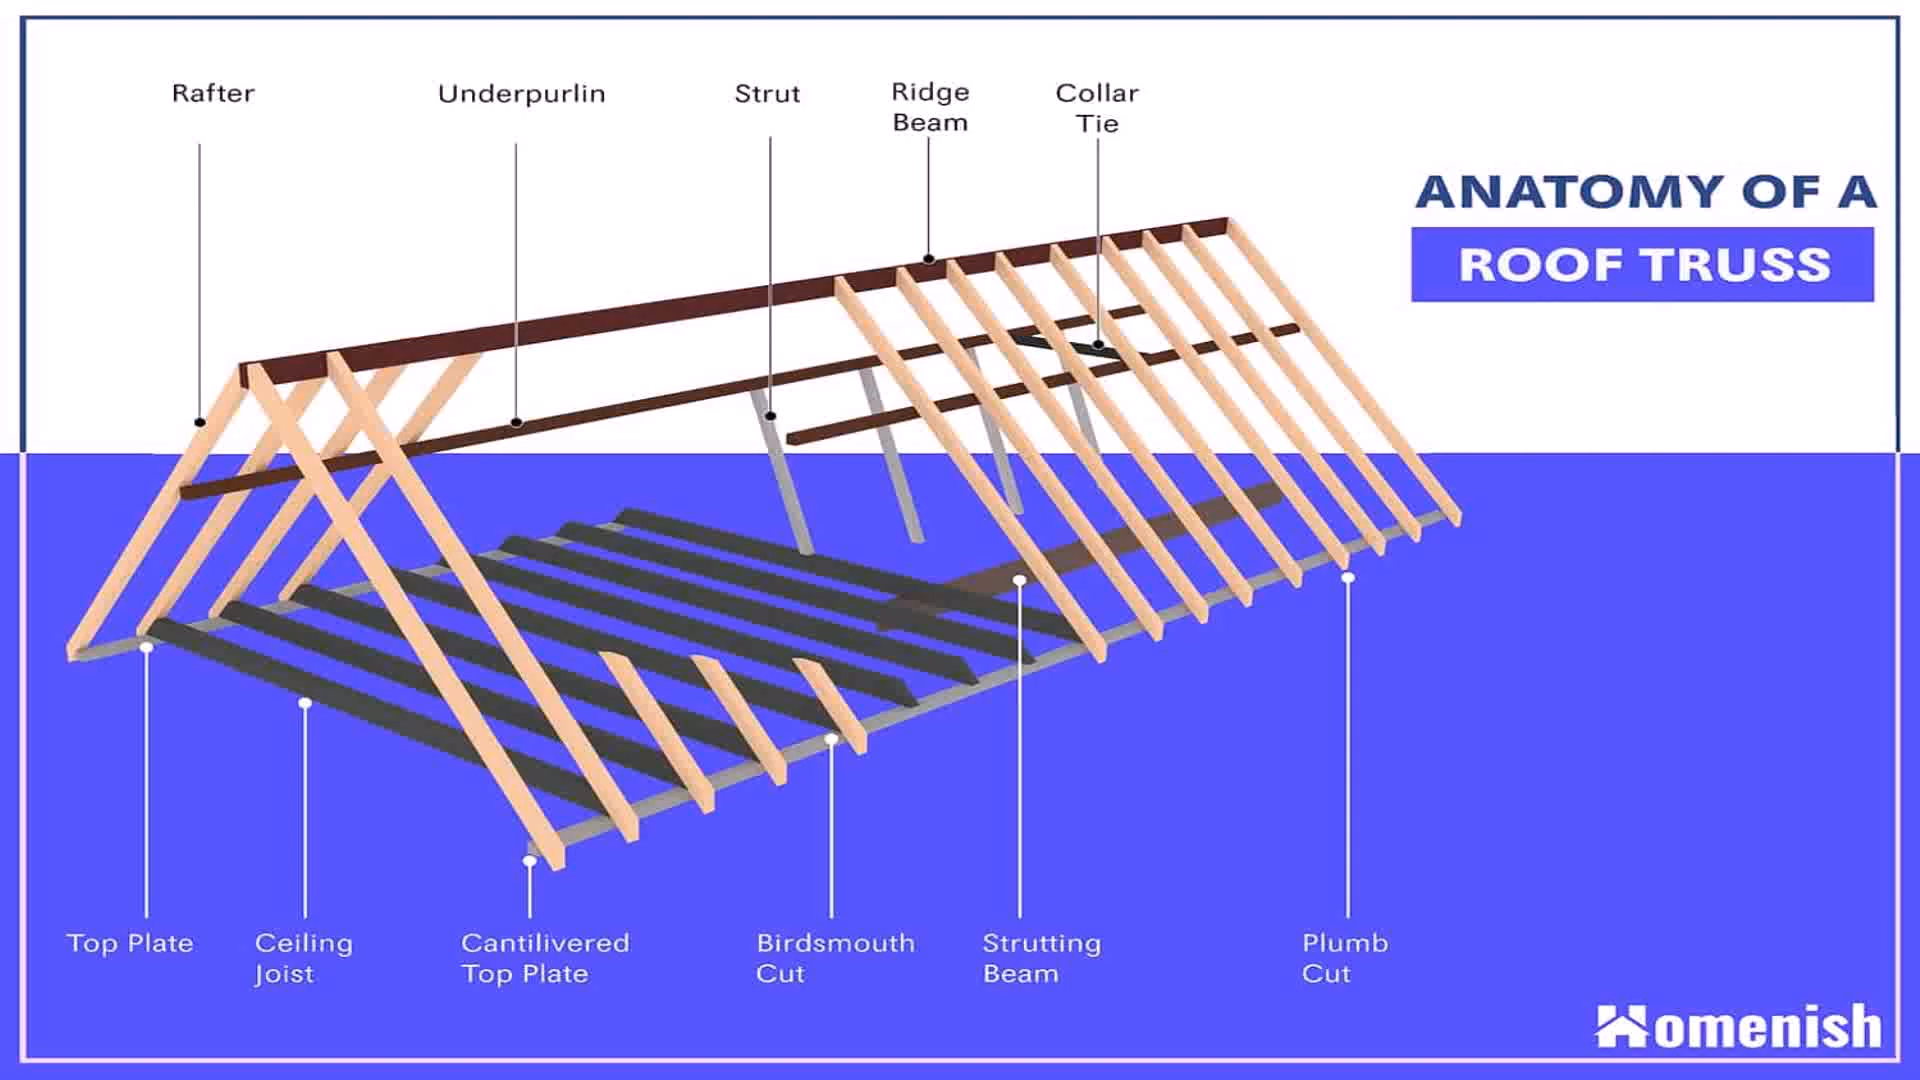 Rafter
Underpurlin
Strut
Ridge
Beam
Collar
Tie
ANATOMY OF A
ROOF TRUSS
Top Plate
Ceiling
Joist
Cantilivered
Top Plate
Birdsmouth
Cut
Strutting
Beam
Plumb
Cut
Homenish